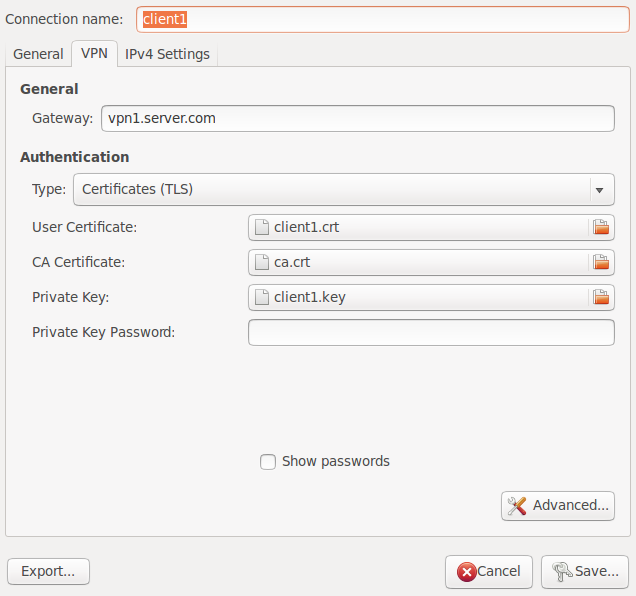 Connection name: client1
General VPN IPv4 Settings
General
Gateway: vpn1.server.com
Authentication
Type: Certificates (TLS)
User Certificate: client1.crt
CA Certificate: ca.crt
Private Key: client1.key
Private Key Password:
Show passwords
Advanced...
Export... Cancel Save...